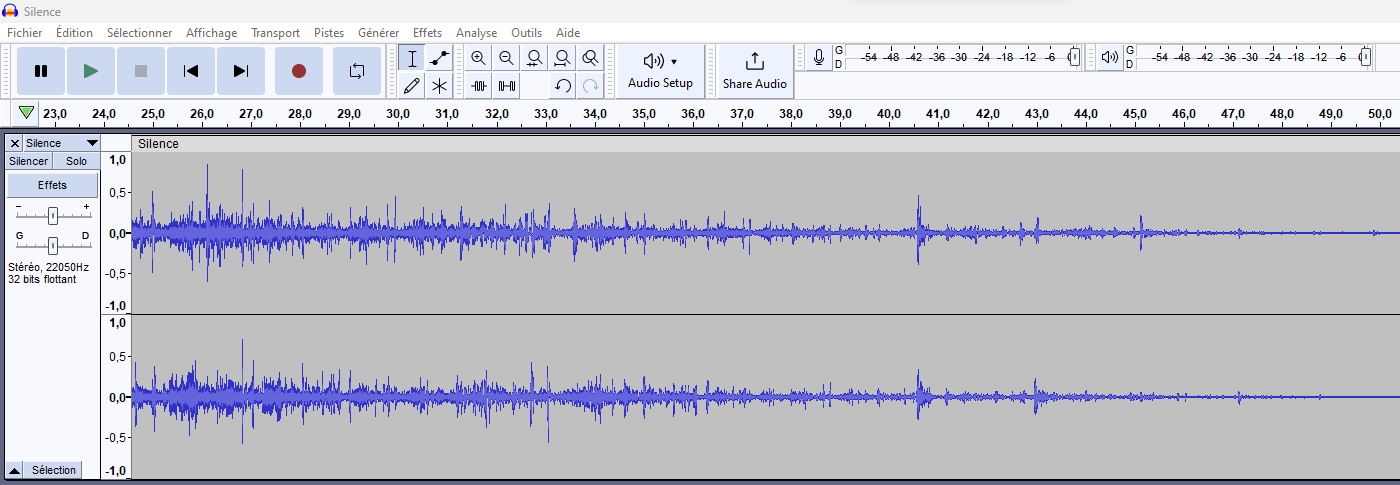 Silence
Fichier Édition Sélectionner Affichage Transport Pistes Générer Effets Analyse Outils Aide
Audio Setup
Share Audio
G
D
-54 -48 -42 -36 -30 -24 -18 -12 -6
G
D
-54 -48 -42 -36 -30 -24 -18 -12 -6
23,0 24,0 25,0 26,0 27,0 28,0 29,0 30,0 31,0 32,0 33,0 34,0 35,0 36,0 37,0 38,0 39,0 40,0 41,0 42,0 43,0 44,0 45,0 46,0 47,0 48,0 49,0 50,0
Silence
Silence
Silencer Solo
Effets
- +
G D
Stéréo, 22050Hz
32 bits flottant
1,0
0,5
0,0
-0,5
-1,0
1,0
0,5
0,0
-0,5
-1,0
Sélection